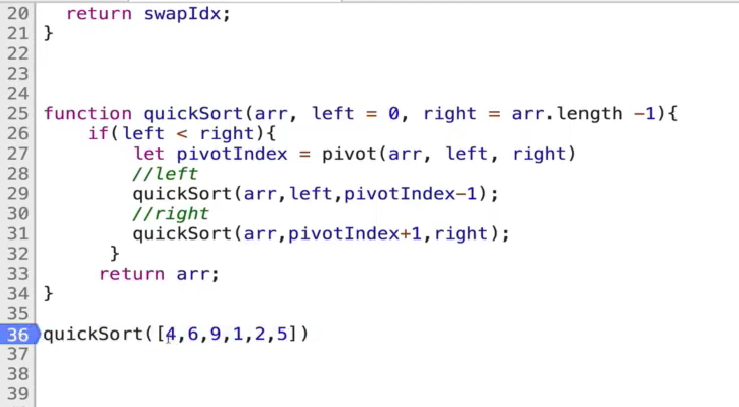 20 return swapIdx;
21 }
22
23
24
25 function quickSort(arr, left = 0, right = arr.length -1){
26 if(left < right){
27 let pivotIndex = pivot(arr, left, right)
28 //left
29 quickSort(arr,left,pivotIndex-1);
30 //right
31 quickSort(arr,pivotIndex+1,right);
32 }
33 return arr;
34 }
35
36 quickSort([4,6,9,1,2,5])
37
38
39